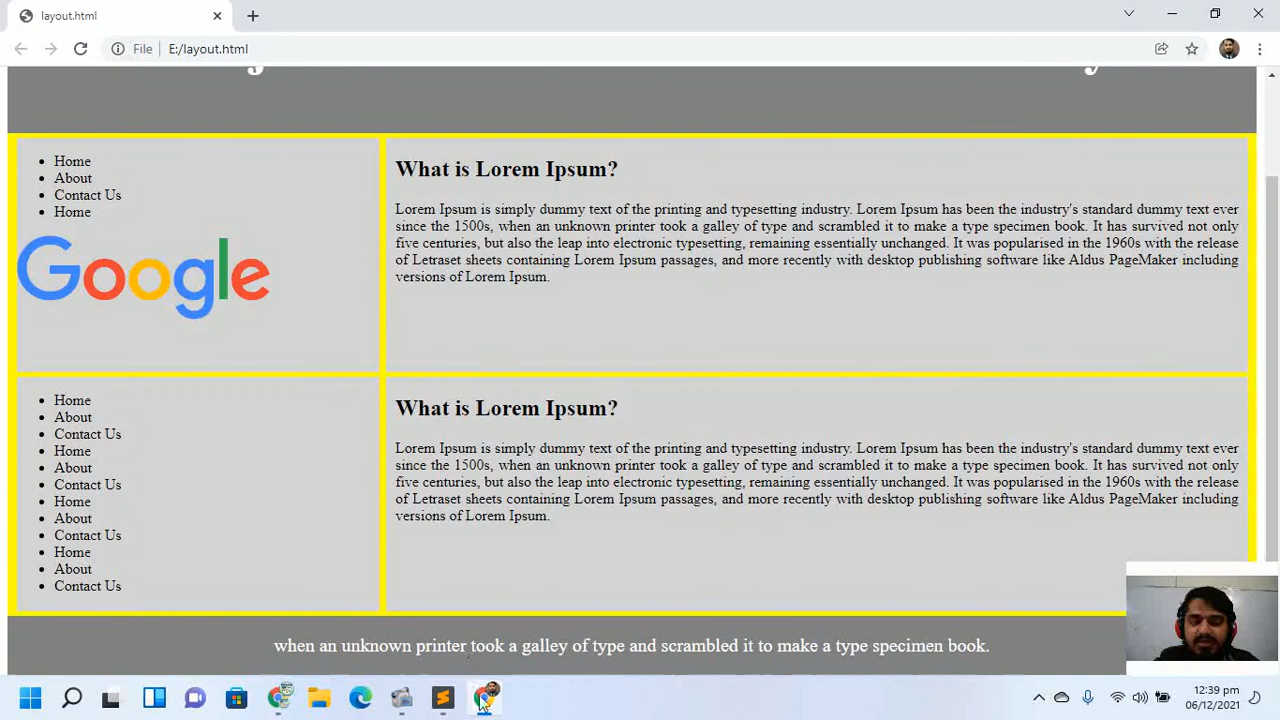 layout.html
File
E:/layout.html
Home
About
Contact Us
Home
Google
What is Lorem Ipsum?
Lorem Ipsum is simply dummy text of the printing and typesetting industry. Lorem Ipsum has been the industry's standard dummy text ever
since the 1500s, when an unknown printer took a galley of type and scrambled it to make a type specimen book. It has survived not only
five centuries, but also the leap into electronic typesetting, remaining essentially unchanged. It was popularised in the 1960s with the release
of Letraset sheets containing Lorem Ipsum passages, and more recently with desktop publishing software like Aldus PageMaker including
versions of Lorem Ipsum.
Home
About
Contact Us
Home
About
Contact Us
Home
About
Contact Us
Home
About
Contact Us
What is Lorem Ipsum?
Lorem Ipsum is simply dummy text of the printing and typesetting industry. Lorem Ipsum has been the industry's standard dummy text ever
since the 1500s, when an unknown printer took a galley of type and scrambled it to make a type specimen book. It has survived not only
five centuries, but also the leap into electronic typesetting, remaining essentially unchanged. It was popularised in the 1960s with the release
of Letraset sheets containing Lorem Ipsum passages, and more recently with desktop publishing software like Aldus PageMaker including
versions of Lorem Ipsum.
when an unknown printer took a galley of type and scrambled it to make a type specimen book.
12:39 PM
06/12/2021